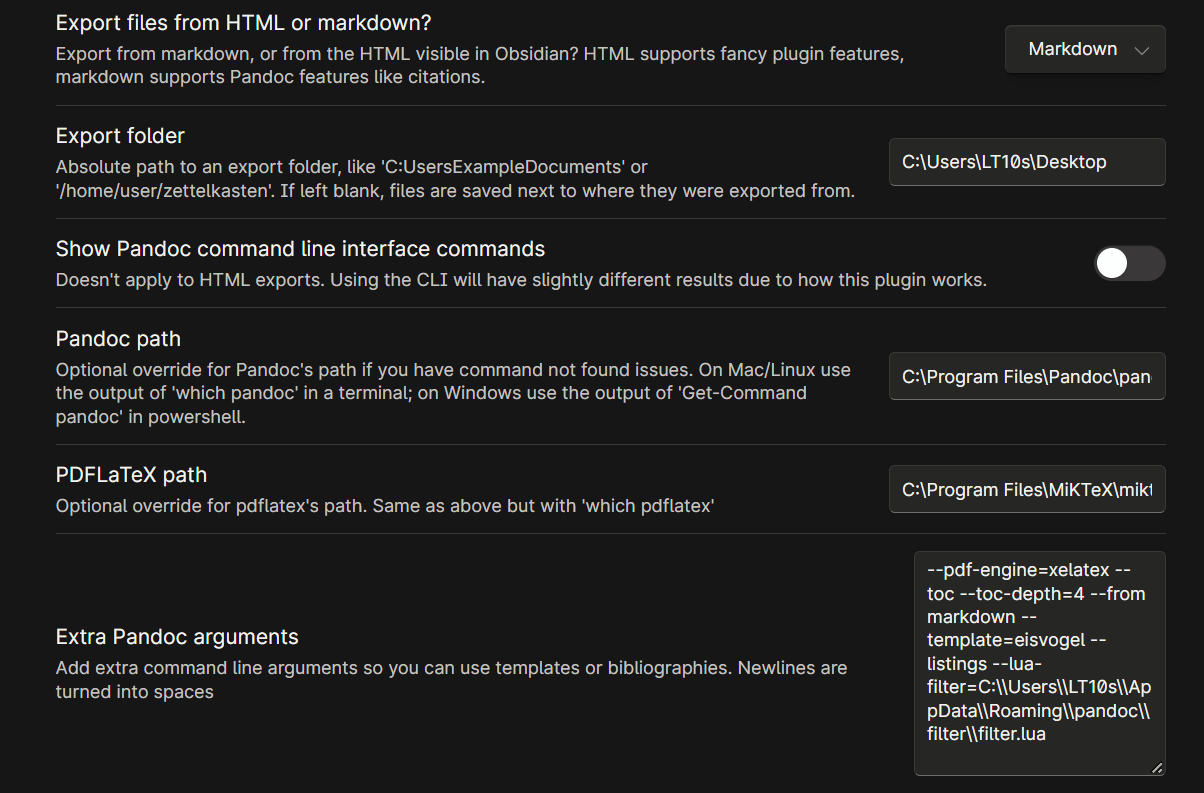 Export files from HTML or markdown?
Export from markdown, or from the HTML visible in Obsidian? HTML supports fancy plugin features,
markdown supports Pandoc features like citations.
Markdown
Export folder
Absolute path to an export folder, like 'C:UsersExampleDocuments' or
'/home/user/zettelkasten'. If left blank, files are saved next to where they were exported from.
C:\Users\LT10s\Desktop
Show Pandoc command line interface commands
Doesn't apply to HTML exports. Using the CLI will have slightly different results due to how this plugin works.
Pandoc path
Optional override for Pandoc's path if you have command not found issues. On Mac/Linux use
the output of 'which pandoc' in a terminal; on Windows use the output of 'Get-Command
pandoc' in powershell.
C:\Program Files\Pandoc\pan
PDFLaTeX path
Optional override for pdflatex's path. Same as above but with 'which pdflatex'
C:\Program Files\MiKTeX\mikt
Extra Pandoc arguments
Add extra command line arguments so you can use templates or bibliographies. Newlines are
turned into spaces
--pdf-engine=xelatex --
toc --toc-depth=4 --from
markdown --
template=eisvogel --
listings --lua-
filter=C:\\Users\\LT10s\\Ap
pData\\Roaming\\pandoc\\
filter\\filter.lua